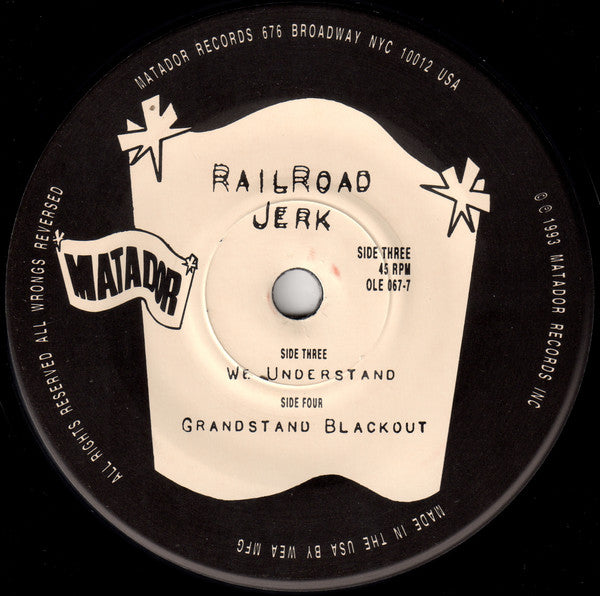 MATADOR RECORDS 676 BROADWAY NYC 10012 USA
RAILROAD
JERK
MATADOR
SIDE THREE
45 RPM
OLE 067-7
SIDE THREE
WE UNDERSTAND
SIDE FOUR
GRANDSTAND BLACKOUT
© ℗ 1993 MATADOR RECORDS INC
MADE IN THE USA BY WEA MFG
ALL RIGHTS RESERVED ALL WRONGS REVERSED